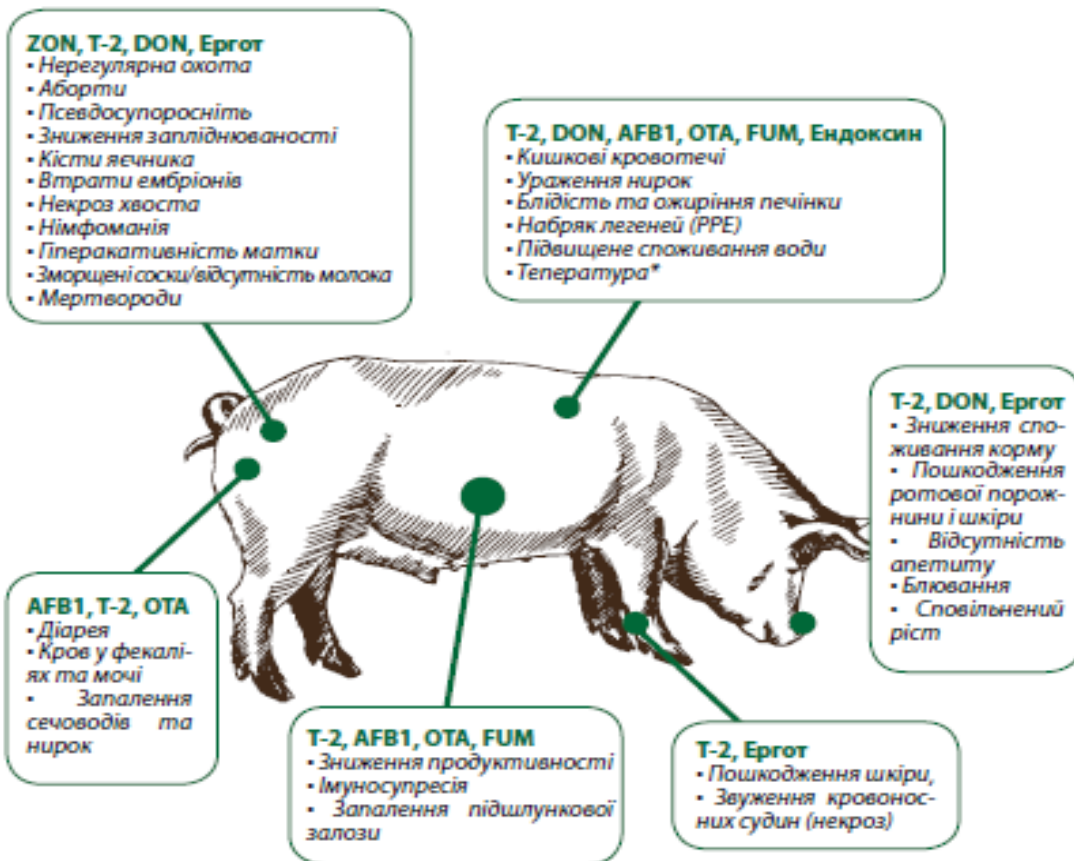 ZON, T-2, DON, Ергот
• Нерегулярна охота
• Аборти
• Псевдосупоросніть
• Зниження запліднюваності
• Кісти яєчника
• Втрати ембріонів
• Некроз хвоста
• Німфоманія
• Гіперакативність матки
• Зморщені соски/відсутність молока
• Мертвороди
T-2, DON, AFB1, OTA, FUM, Ендоксин
• Кишкові кровотечі
• Ураження нирок
• Блідість та ожиріння печінки
• Набряк легеней (PPE)
• Підвищене споживання води
• Тепература*
T-2, DON, Ергот
• Зниження спо-
живання корму
• Пошкодження
ротової порож-
нини і шкіри
• Відсутність
апетиту
• Блювання
• Сповільнений
ріст
AFB1, T-2, OTA
• Діарея
• Кров у фекалі-
ях та мочі
• Запалення
сечоводів та
нирок
T-2, AFB1, OTA, FUM
• Зниження продуктивності
• Імуносупресія
• Запалення підшлункової
залози
T-2, Ергот
• Пошкодження шкіри,
• Звуження кровонос-
них судин (некроз)